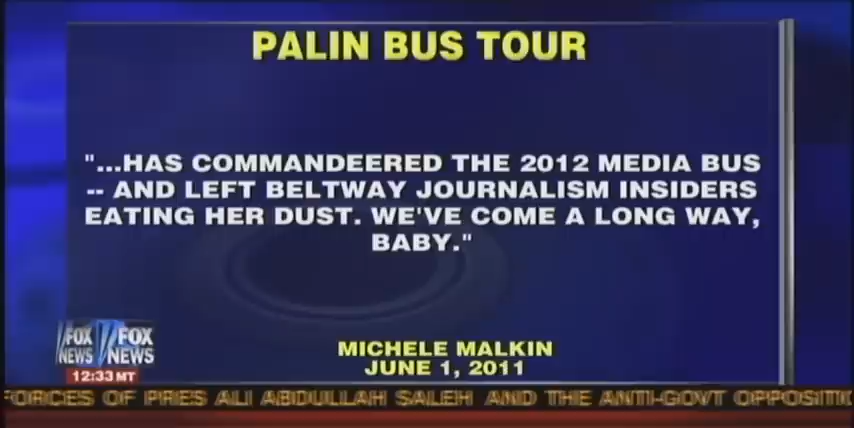 PALIN BUS TOUR
"...HAS COMMANDEERED THE 2012 MEDIA BUS
-- AND LEFT BELTWAY JOURNALISM INSIDERS
EATING HER DUST. WE'VE COME A LONG WAY,
BABY."
MICHELE MALKIN
JUNE 1, 2011
FOX NEWS FOX NEWS
12:33 MT
FORCES OF PRES ALI ABDULLAH SALEH AND THE ANTI-GOVT